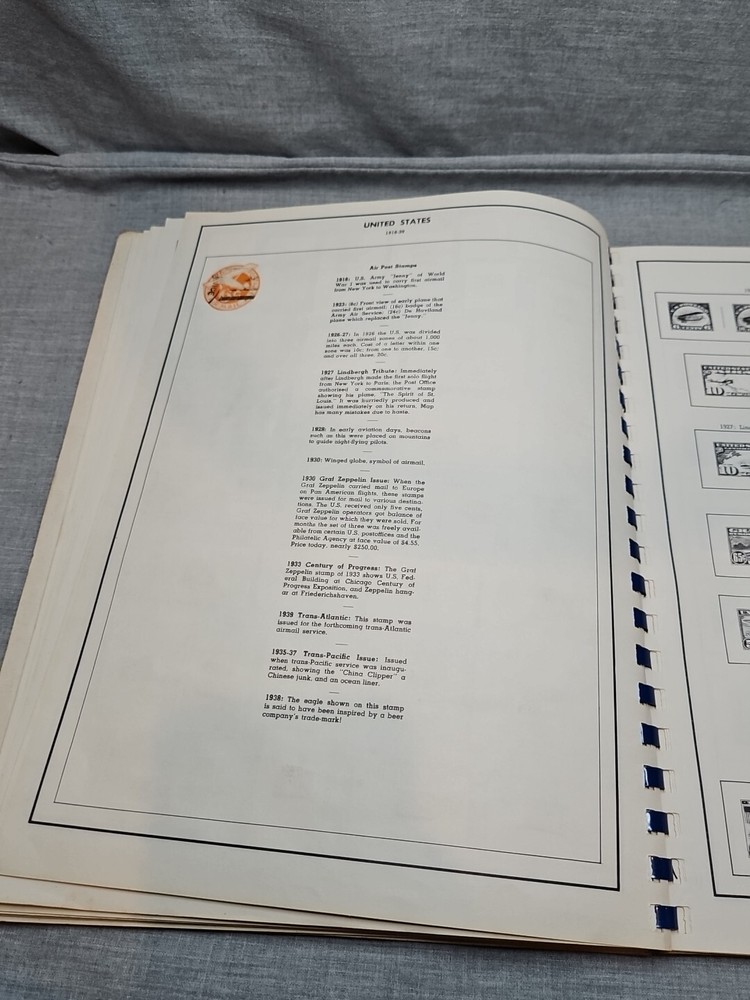 UNITED STATES
1918-39
Air Post Stamps
1918: U.S. Army "Jenny" of World
War I was used to carry first airmail
from New York to Washington.
1923: (8c) Front view of early plane that
carried first airmail; (16c) badge of the
Army Air Service; (24c) De Haviland
plane which replaced the "Jenny."
1926-27: In 1926 the U.S. was divided
into three airmail zones of about 1,000
miles each. Cost of a letter within one
zone was 10c; from one to another, 15c;
and over all three, 20c.
1927 Lindbergh Tribute: Immediately
after Lindbergh made the first solo flight
from New York to Paris, the Post Office
authorized a commemorative stamp
showing his plane, "The Spirit of St.
Louis." It was hurriedly produced and
issued immediately on his return. Map
has many mistakes due to haste.
1928: In early aviation days, beacons
such as this were placed on mountains
to guide night-flying pilots.
1930: Winged globe, symbol of airmail.
1930 Graf Zeppelin Issue: When the
Graf Zeppelin carried mail to Europe
on Pan American flights, these stamps
were issued for mail to various destina-
tions. The U.S. received only five cents,
Graf Zeppelin operators got balance of
face value for which they were sold. For
months the set of three was freely avail-
able from certain U.S. postoffices and the
Philatelic Agency at face value of $4.55.
Price today, nearly $250.00.
1933 Century of Progress: The Graf
Zeppelin stamp of 1933 shows U.S. Fed-
eral Building at Chicago Century of
Progress Exposition, and Zeppelin hang-
ar at Friederichshaven.
1939 Trans-Atlantic: This stamp was
issued for the forthcoming trans-Atlantic
airmail service.
1935-37 Trans-Pacific Issue: Issued
when trans-Pacific service was inaugu-
rated, showing the "China Clipper" a
Chinese junk, and an ocean liner.
1938: The eagle shown on this stamp
is said to have been inspired by a beer
company's trade-mark!
1927: Lin